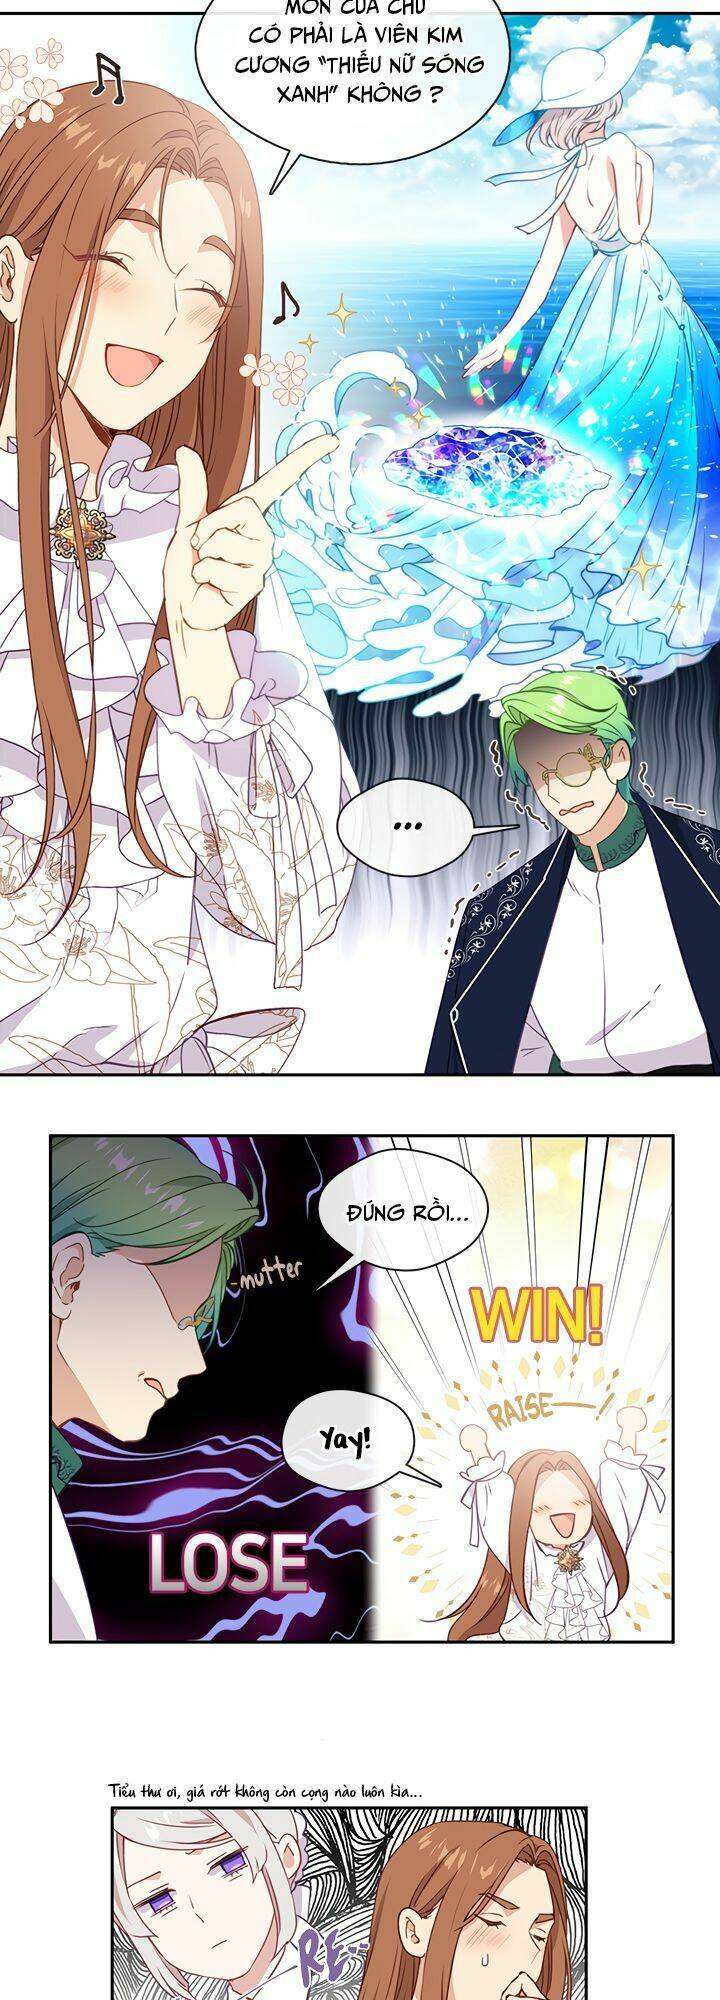 MÓN CỦA CHÚ
CÓ PHẢI LÀ VIÊN KIM
CƯƠNG "THIẾU NỮ SÓNG
XANH" KHÔNG ?
...
ĐÚNG RỒI...
-mutter
WIN!
RAISE—!
Yay!
LOSE
Tiểu thư ơi, giá rớt không còn cọng nào luôn kìa...
RE---